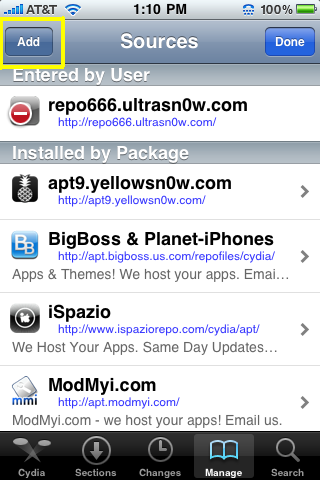 AT&T 1:10 PM 100%
Add Sources Done
Entered by User
repo666.ultrasn0w.com
http://repo666.ultrasn0w.com/
Installed by Package
apt9.yellowsn0w.com
http://apt9.yellowsn0w.com/
BigBoss & Planet-iPhones
http://apt.bigboss.us.com/repofiles/cydia/
Apps & Themes! We host your apps. Emai…
iSpazio
http://www.ispaziorepo.com/cydia/apt/
We Host Your Apps. Same Day Updates…
ModMyi.com
http://apt.modmyi.com/
ModMyi.com - we host your apps! Email us.
Cydia Sections Changes Manage Search